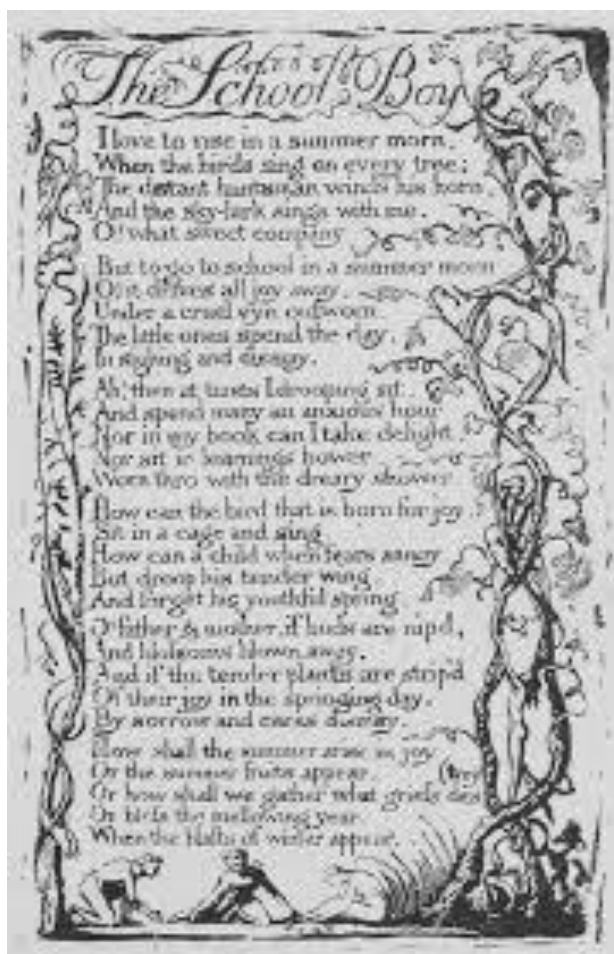 The School Boy
I love to rise in a summer morn,
When the birds sing on every tree;
The distant huntsman winds his horn,
And the sky-lark sings with me.
O! what sweet company
But to go to school in a summer morn
O! it drives all joy away.
Under a cruel eye outworn.
The little ones spend the day,
In sighing and dismay.
Ah! then at times I drooping sit.
And spend many an anxious hour
Nor in my book can I take delight,
Nor sit in learnings bower
Worn thro with the dreary shower
How can the bird that is born for joy,
Sit in a cage and sing
How can a child when fears annoy
But droop his tender wing
And forget his youthful spring
O! father & mother, if buds are nip'd,
And blossoms blown away,
And if the tender plants are strip'd
Of their joy in the springing day,
By sorrow and cares dismay,
How shall the summer arise in joy
Or the summer fruits appear.
Or how shall we gather what griefs des(troy
Or bless the mellowing year.
When the blasts of winter appear.